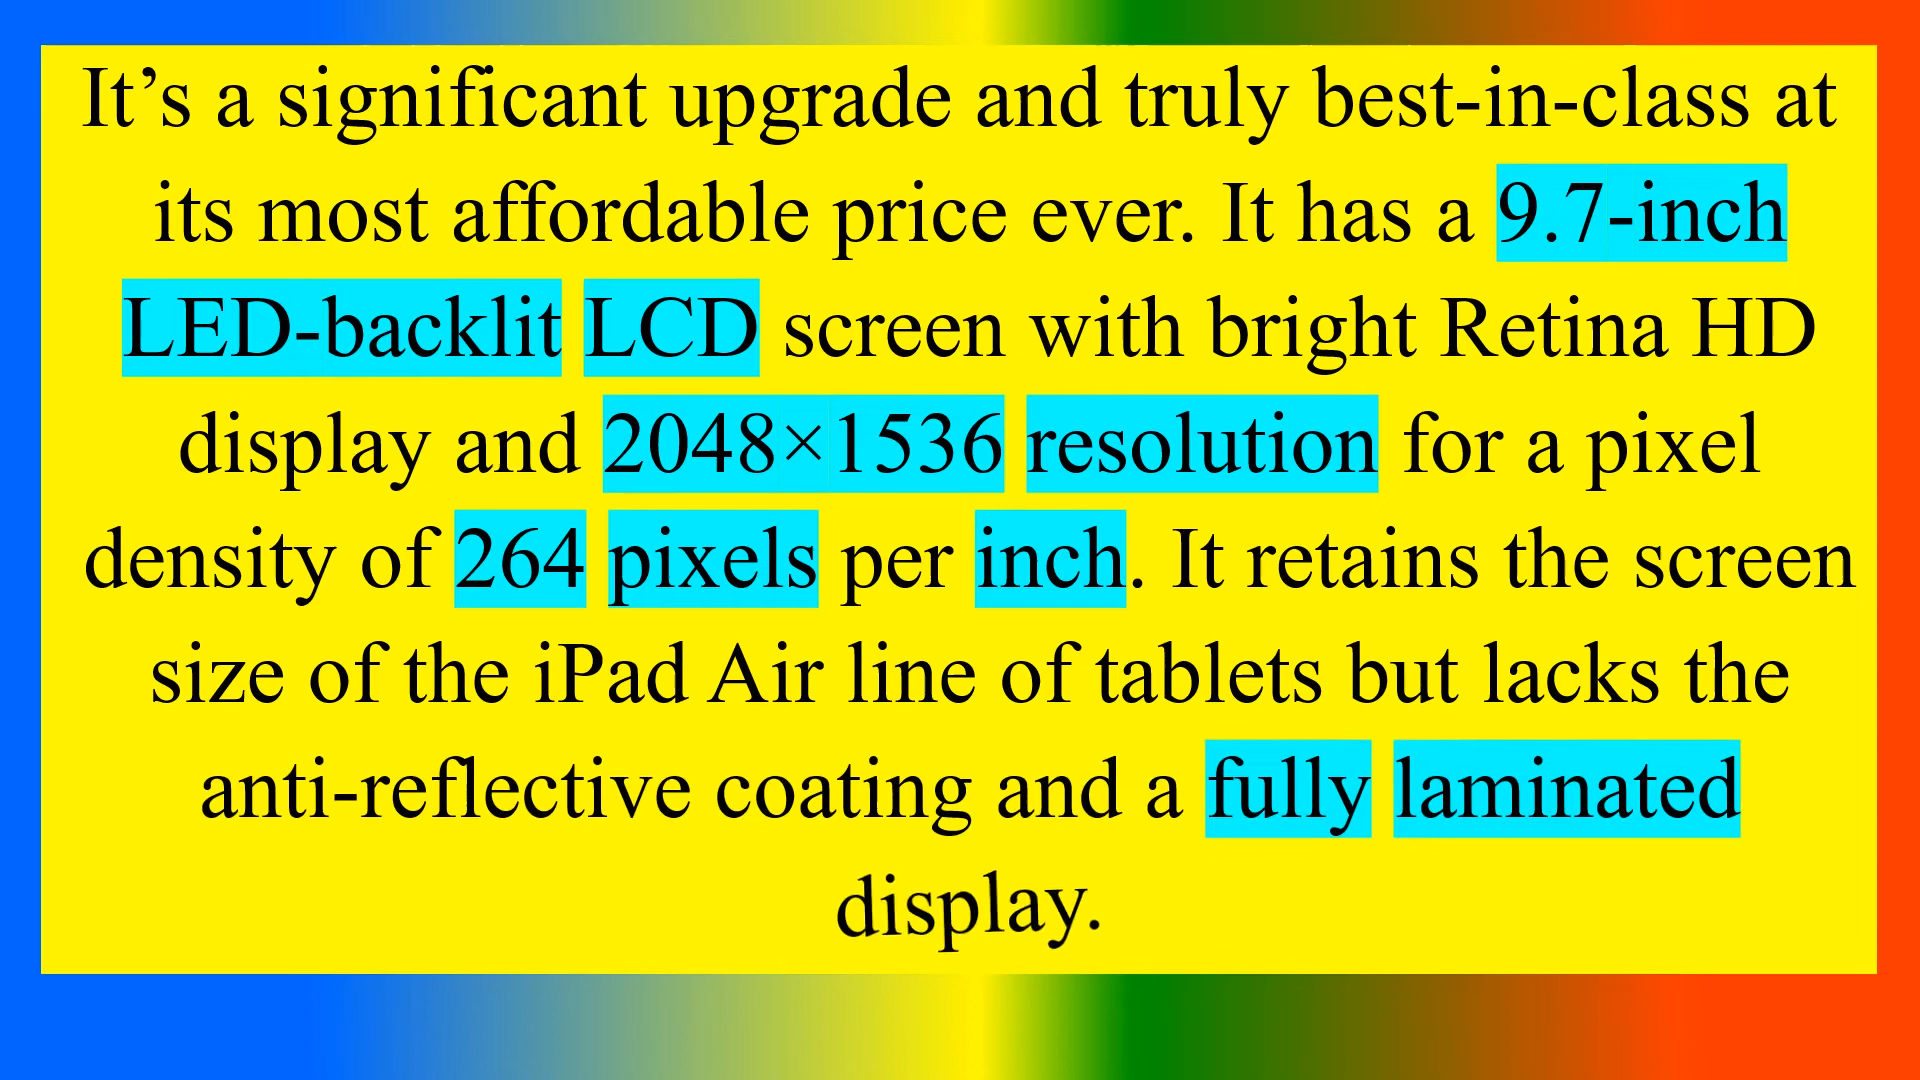 It’s a significant upgrade and truly best-in-class at
its most affordable price ever. It has a 9.7-inch
LED-backlit LCD screen with bright Retina HD
display and 2048×1536 resolution for a pixel
density of 264 pixels per inch. It retains the screen
size of the iPad Air line of tablets but lacks the
anti-reflective coating and a fully laminated
display.